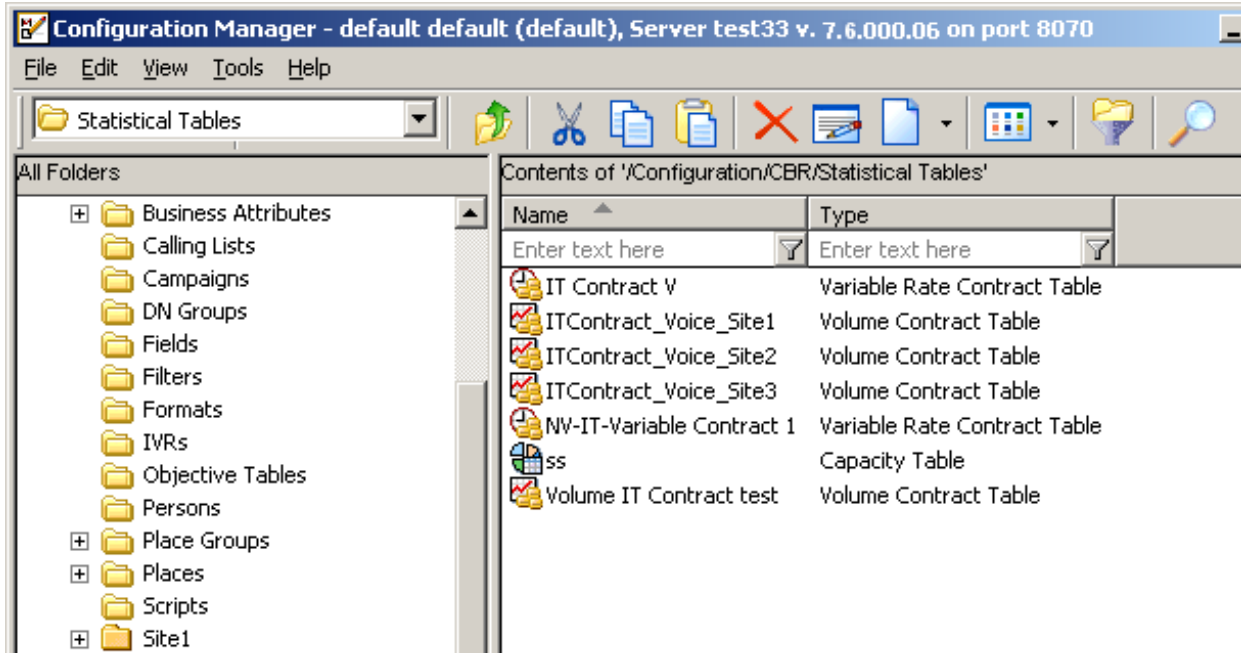 Configuration Manager - default default (default), Server test33 v. 7.6.000.06 on port 8070
File Edit View Tools Help
Statistical Tables
All Folders
Business Attributes
Calling Lists
Campaigns
DN Groups
Fields
Filters
Formats
IVRs
Objective Tables
Persons
Place Groups
Places
Scripts
Site1
Contents of '/Configuration/CBR/Statistical Tables'
Name Type
Enter text here Enter text here
IT Contract V Variable Rate Contract Table
ITContract_Voice_Site1 Volume Contract Table
ITContract_Voice_Site2 Volume Contract Table
ITContract_Voice_Site3 Volume Contract Table
NV-IT-Variable Contract 1 Variable Rate Contract Table
ss Capacity Table
Volume IT Contract test Volume Contract Table